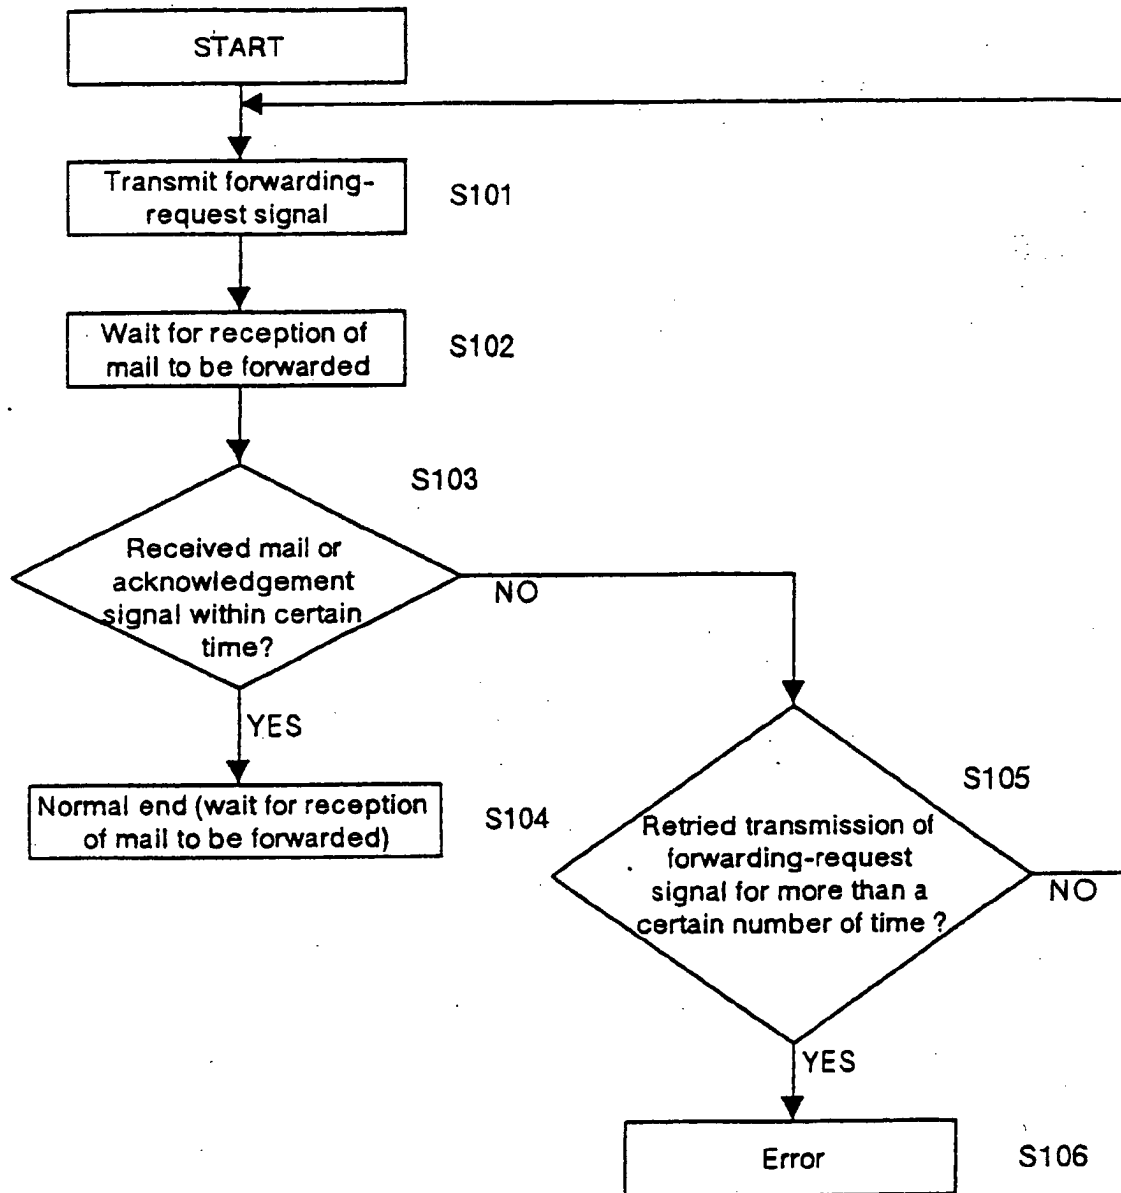 START
Transmit forwarding-
request signal
S101
Wait for reception of
mail to be forwarded
S102
S103
Received mail or
acknowledgement
signal within certain
time?
NO
YES
Normal end (wait for reception
of mail to be forwarded)
S104
S105
Retried transmission of
forwarding-request
signal for more than a
certain number of time ?
NO
YES
Error
S106